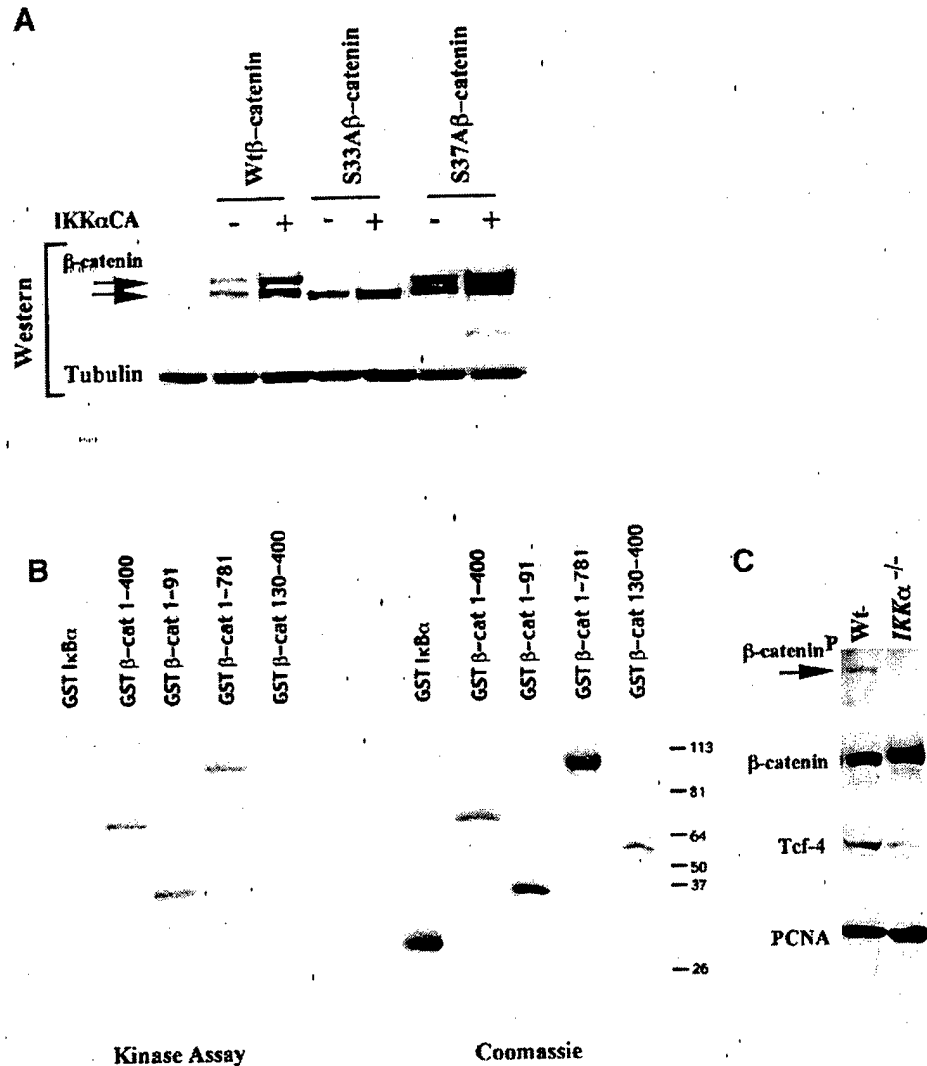 A
Wtβ-catenin
S33Aβ-catenin
S37Aβ-catenin
IKKαCA - + - + - +
Western
β-catenin
Tubulin
B
GST IκBα
GST β-cat 1-400
GST β-cat 1-91
GST β-cat 1-781
GST β-cat 130-400
GST IκBα
GST β-cat 1-400
GST β-cat 1-91
GST β-cat 1-781
GST β-cat 130-400
113
81
64
50
37
26
Kinase Assay
Coomassie
C
Wt-
IKKα -/-
β-catenin P
β-catenin
Tcf-4
PCNA